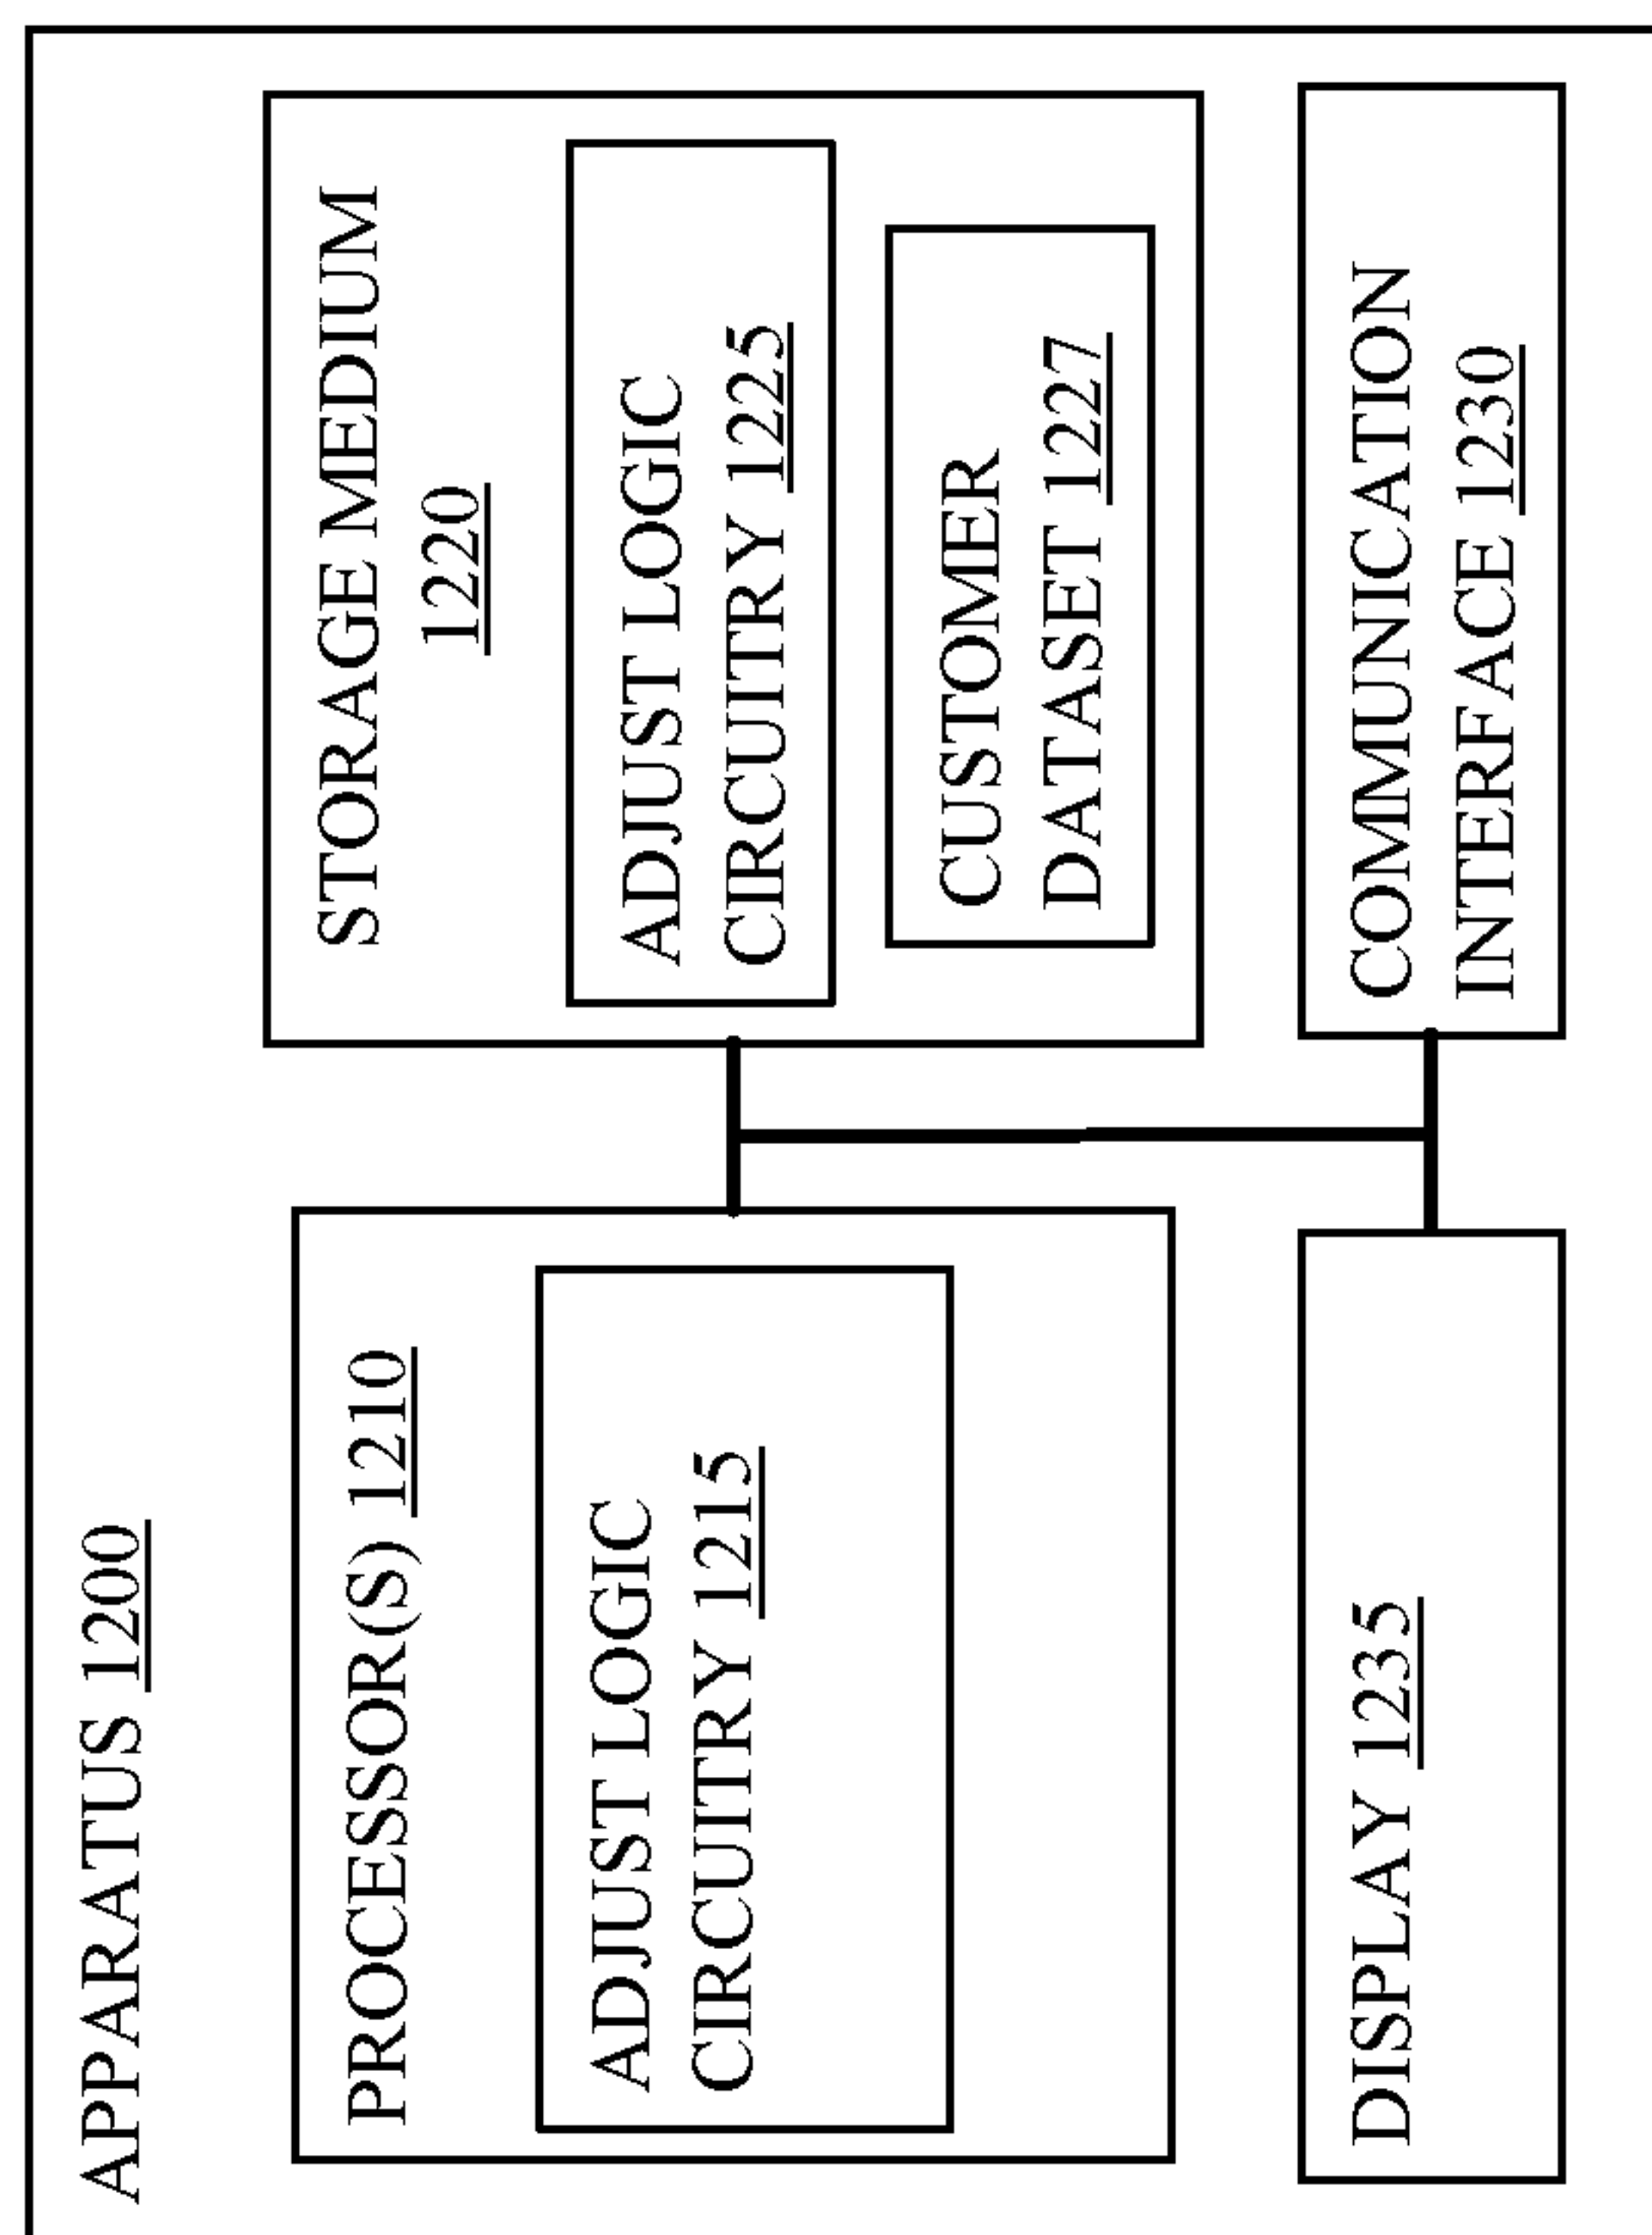 APPARATUS 1200
PROCESSOR(S) 1210
ADJUST LOGIC
CIRCUITRY 1215
STORAGE MEDIUM
1220
ADJUST LOGIC
CIRCUITRY 1225
CUSTOMER
DATASET 1227
DISPLAY 1235
COMMUNICATION
INTERFACE 1230